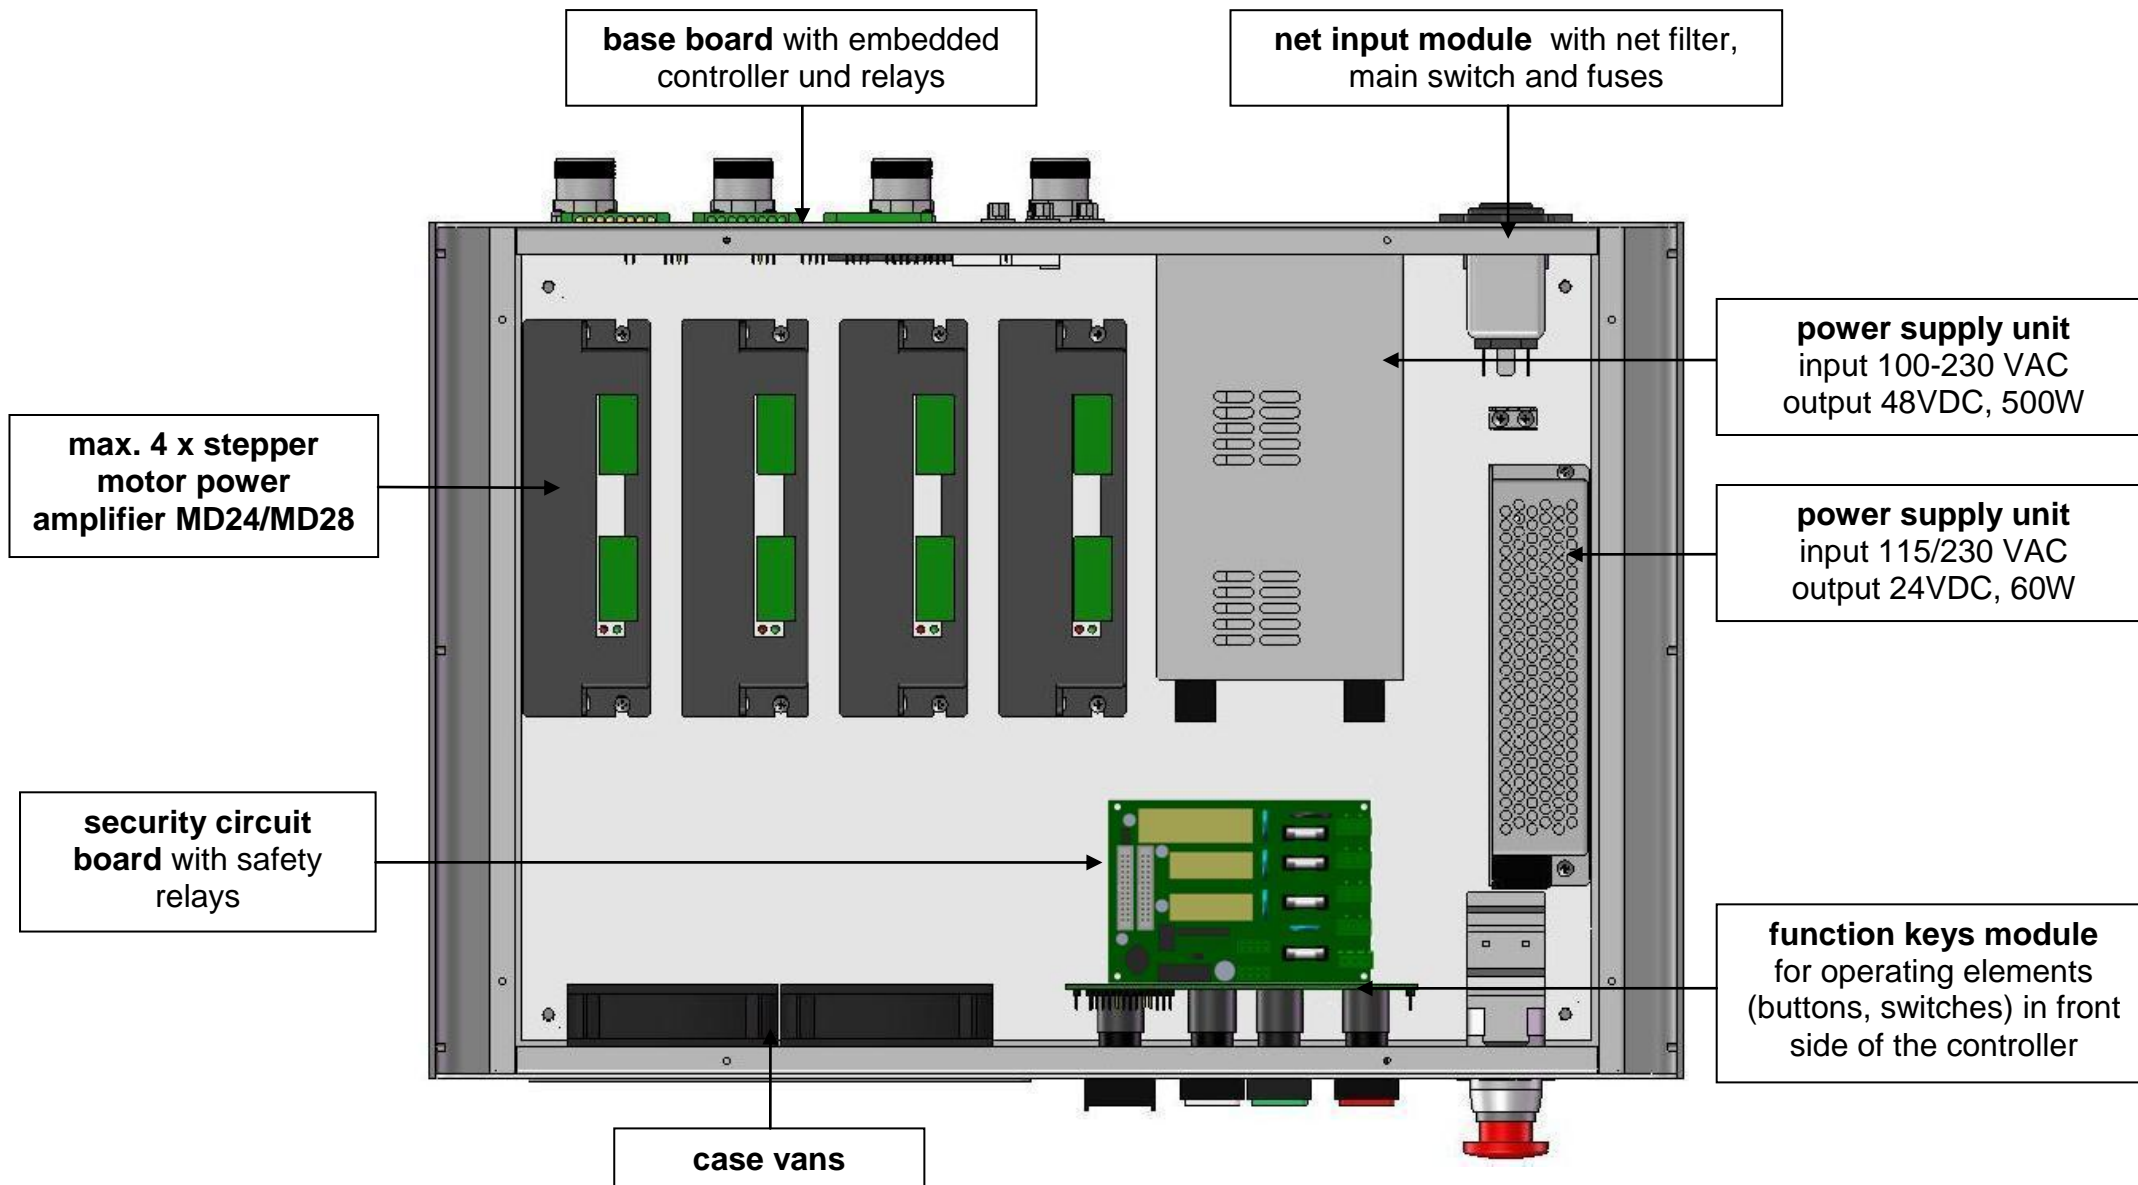 base board with embedded
controller und relays
net input module with net filter,
main switch and fuses
power supply unit
input 100-230 VAC
output 48VDC, 500W
max. 4 x stepper
motor power
amplifier MD24/MD28
power supply unit
input 115/230 VAC
output 24VDC, 60W
security circuit
board with safety
relays
function keys module
for operating elements
(buttons, switches) in front
side of the controller
case vans